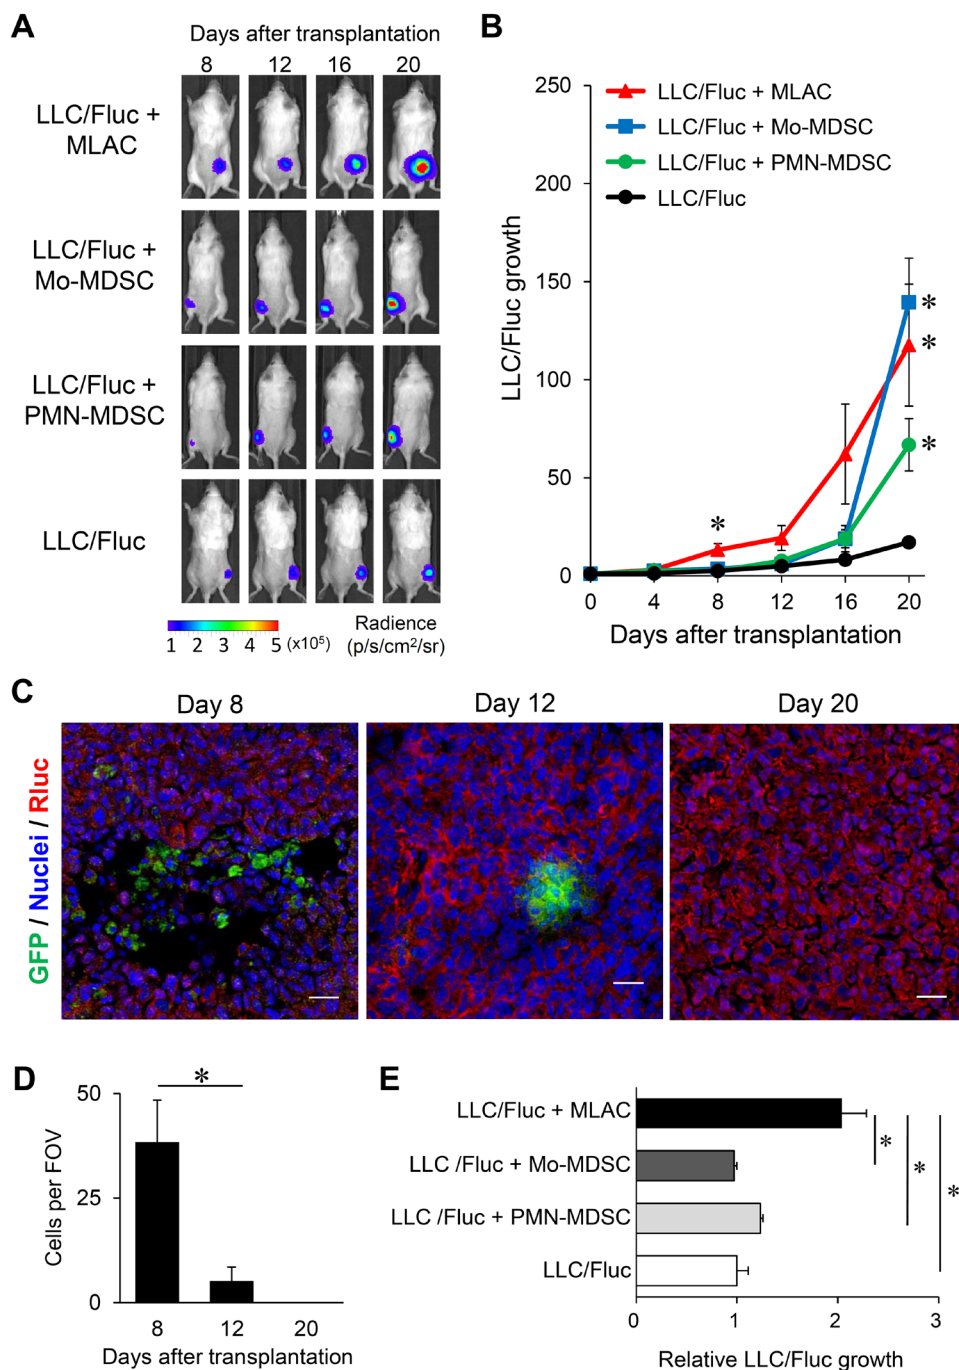 A
Days after transplantation
8 12 16 20
LLC/Fluc +
MLAC
LLC/Fluc +
Mo-MDSC
LLC/Fluc +
PMN-MDSC
LLC/Fluc
1 2 3 4 5 (x10⁵)
Radience
(p/s/cm²/sr)
B
LLC/Fluc growth
250
200
150
100
50
0
LLC/Fluc + MLAC
LLC/Fluc + Mo-MDSC
LLC/Fluc + PMN-MDSC
LLC/Fluc
*
*
*
*
0 4 8 12 16 20
Days after transplantation
C
Day 8 Day 12 Day 20
GFP / Nuclei / Rluc
D
*
Cells per FOV
50
25
0
8 12 20
Days after transplantation
E
LLC/Fluc + MLAC
LLC /Fluc + Mo-MDSC
LLC /Fluc + PMN-MDSC
LLC/Fluc
*
*
*
0 1 2 3
Relative LLC/Fluc growth